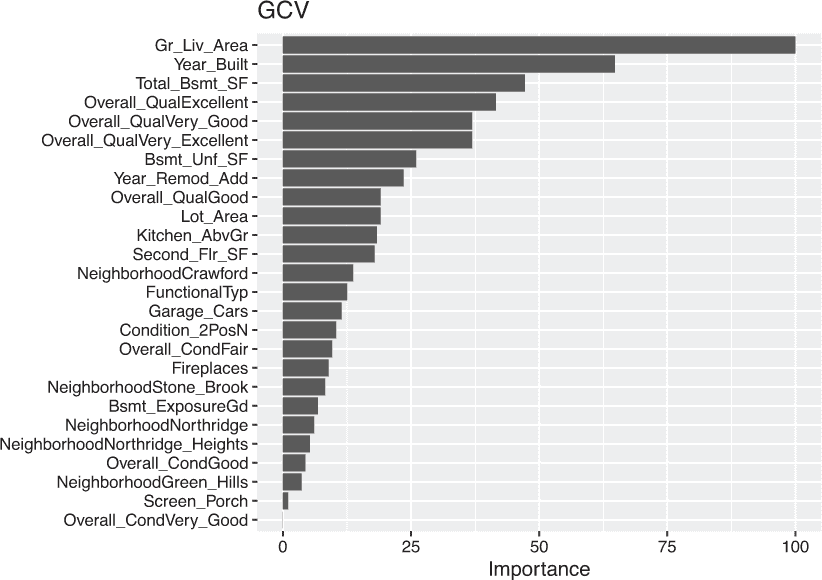 GCV
Gr_Liv_Area
Year_Built
Total_Bsmt_SF
Overall_QualExcellent
Overall_QualVery_Good
Overall_QualVery_Excellent
Bsmt_Unf_SF
Year_Remod_Add
Overall_QualGood
Lot_Area
Kitchen_AbvGr
Second_Flr_SF
NeighborhoodCrawford
FunctionalTyp
Garage_Cars
Condition_2PosN
Overall_CondFair
Fireplaces
NeighborhoodStone_Brook
Bsmt_ExposureGd
NeighborhoodNorthridge
NeighborhoodNorthridge_Heights
Overall_CondGood
NeighborhoodGreen_Hills
Screen_Porch
Overall_CondVery_Good
0 25 50 75 100
Importance